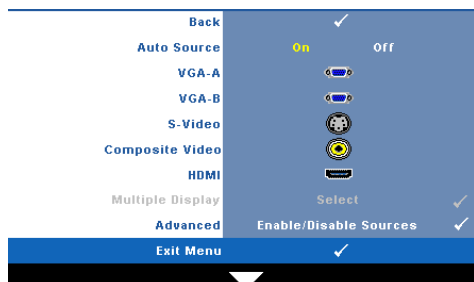 Back
Auto Source On Off
VGA-A
VGA-B
S-Video
Composite Video
HDMI
Multiple Display Select
Advanced Enable/Disable Sources
Exit Menu